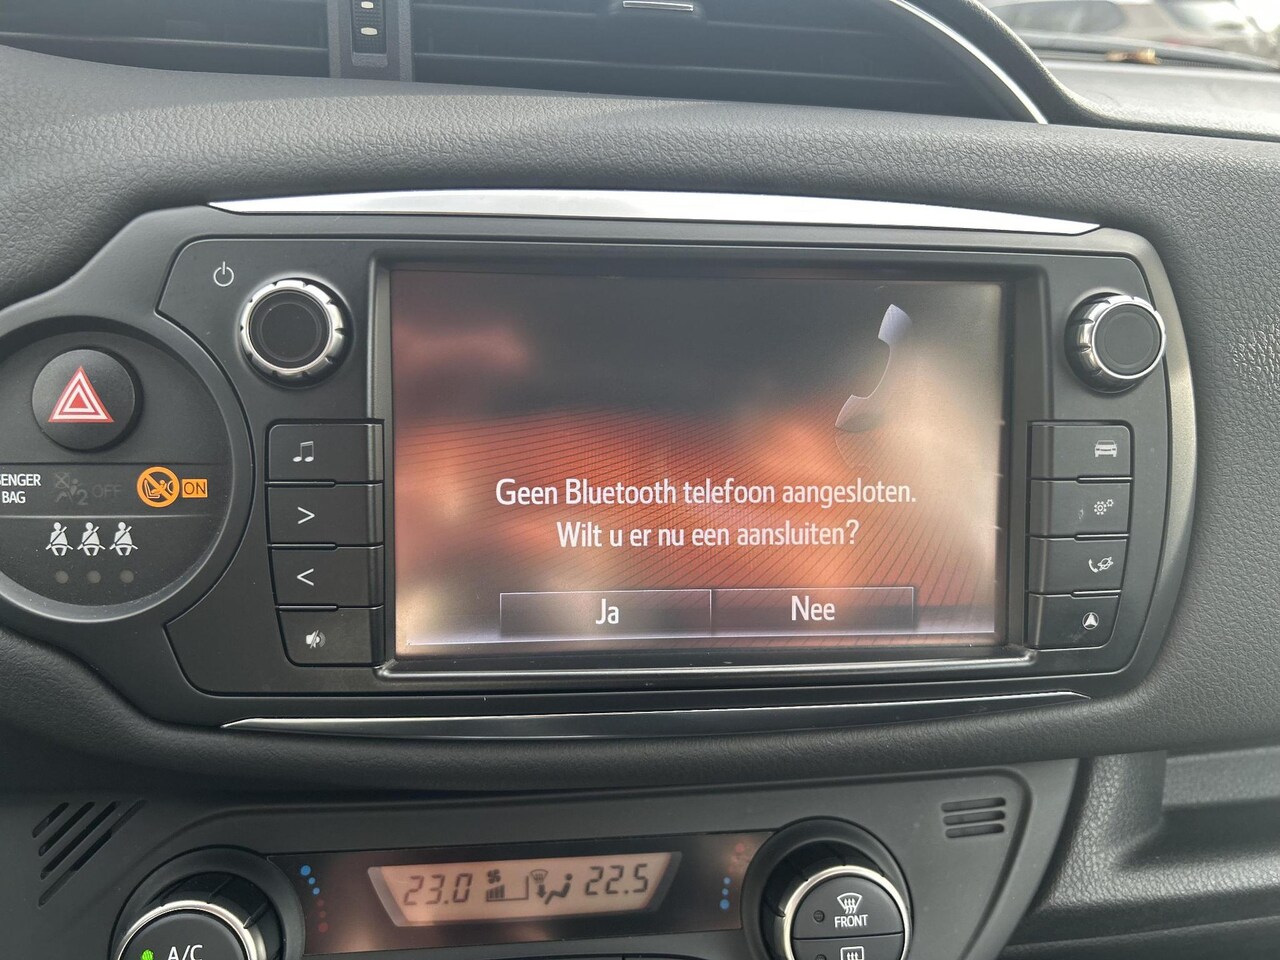 ENGER
BAG
2 OFF
ON
Geen Bluetooth telefoon aangesloten.
Wilt u er nu een aansluiten?
Ja
Nee
23.0
22.5
A/C
FRONT